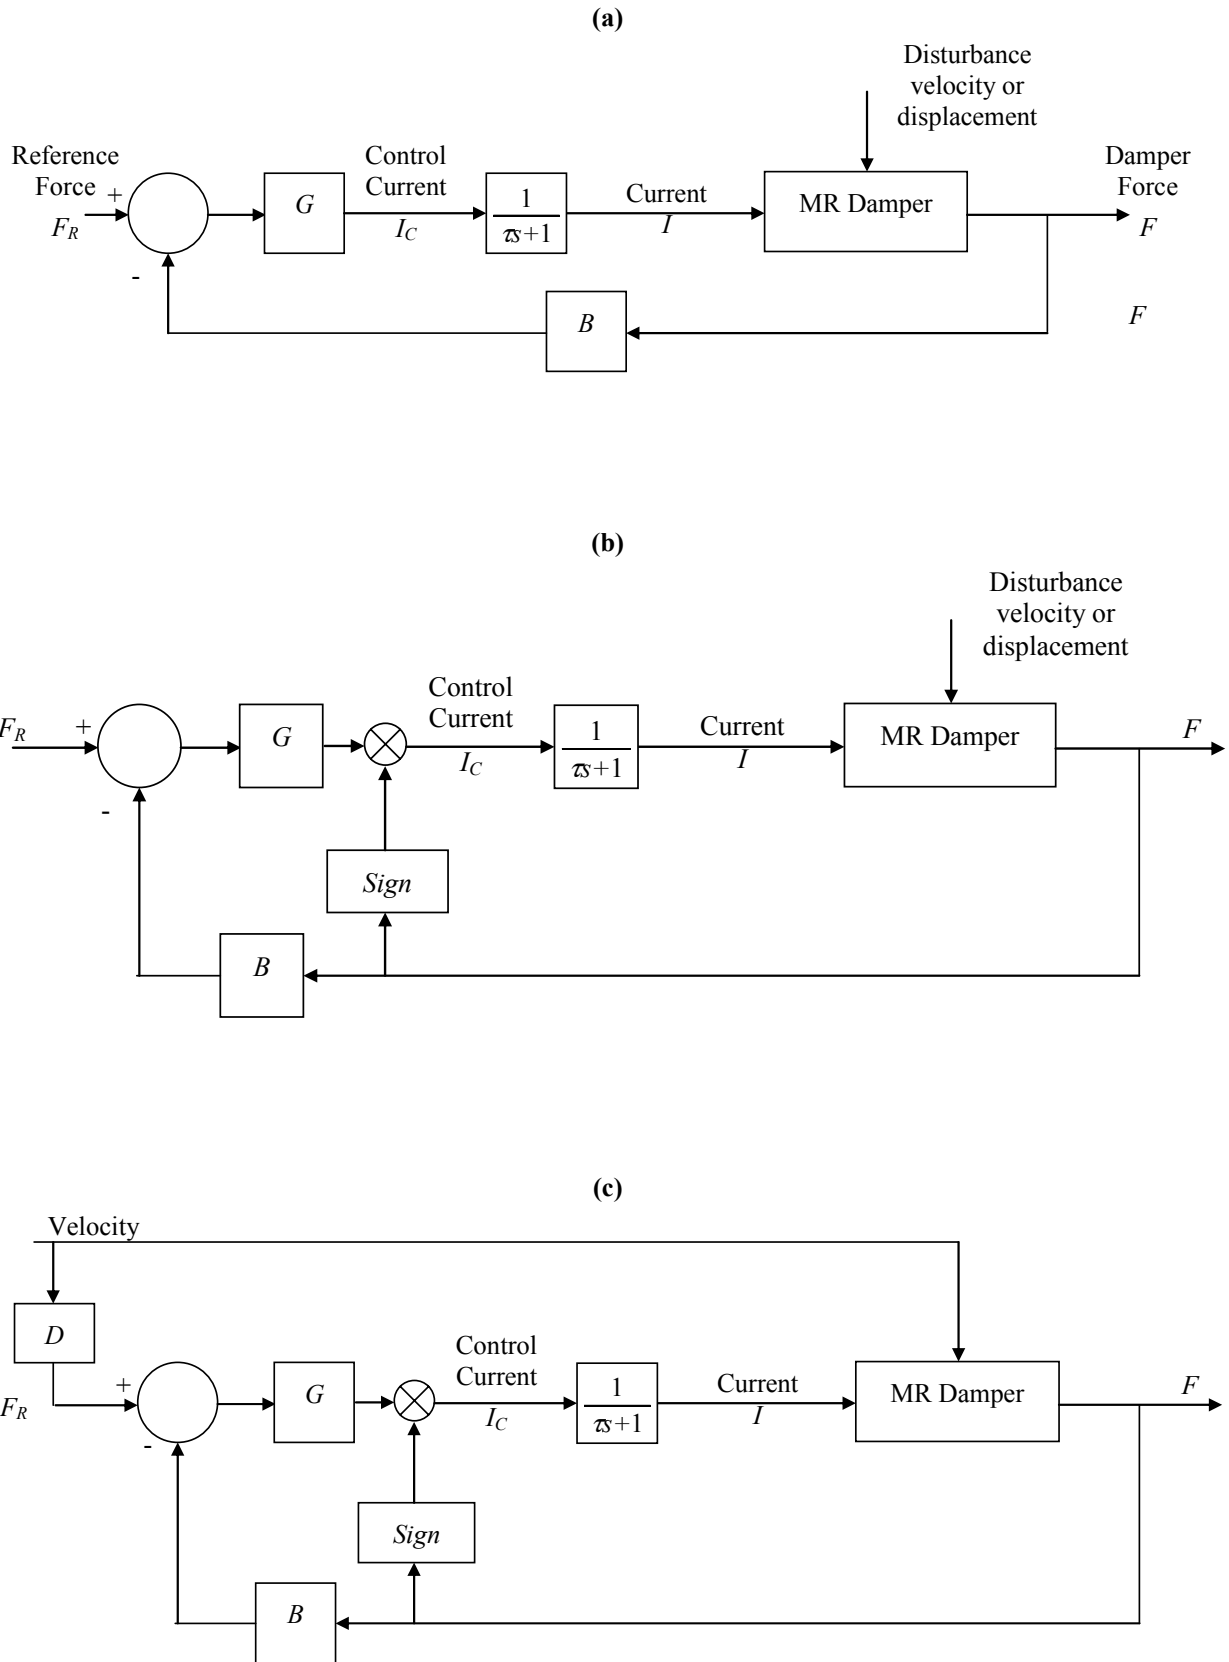 (a)
Disturbance
velocity or
displacement
Reference
Force
+
F_R
-
G
Control
Current
I_C
1
τs+1
Current
I
MR Damper
Damper
Force
F
B
F
(b)
Disturbance
velocity or
displacement
F_R
+
-
G
Control
Current
I_C
1
τs+1
Current
I
MR Damper
F
Sign
B
(c)
Velocity
D
F_R
+
-
G
Control
Current
I_C
1
τs+1
Current
I
MR Damper
F
Sign
B